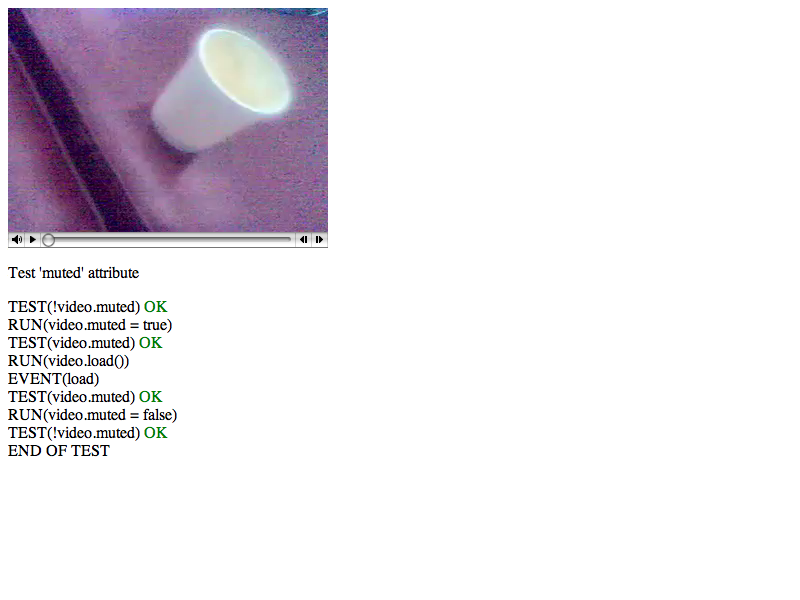 Test 'muted' attribute
TEST(!video.muted) OK
RUN(video.muted = true)
TEST(video.muted) OK
RUN(video.load())
EVENT(load)
TEST(video.muted) OK
RUN(video.muted = false)
TEST(!video.muted) OK
END OF TEST